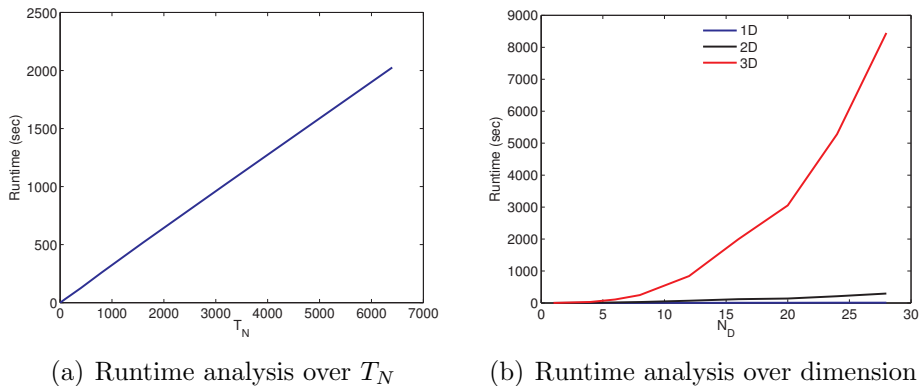 2500
2000
1500
1000
500
0
0 1000 2000 3000 4000 5000 6000 7000
Runtime (sec)
T_N
(a) Runtime analysis over T_N
9000
8000
7000
6000
5000
4000
3000
2000
1000
0
0 5 10 15 20 25 30
Runtime (sec)
N_D
1D
2D
3D
(b) Runtime analysis over dimension